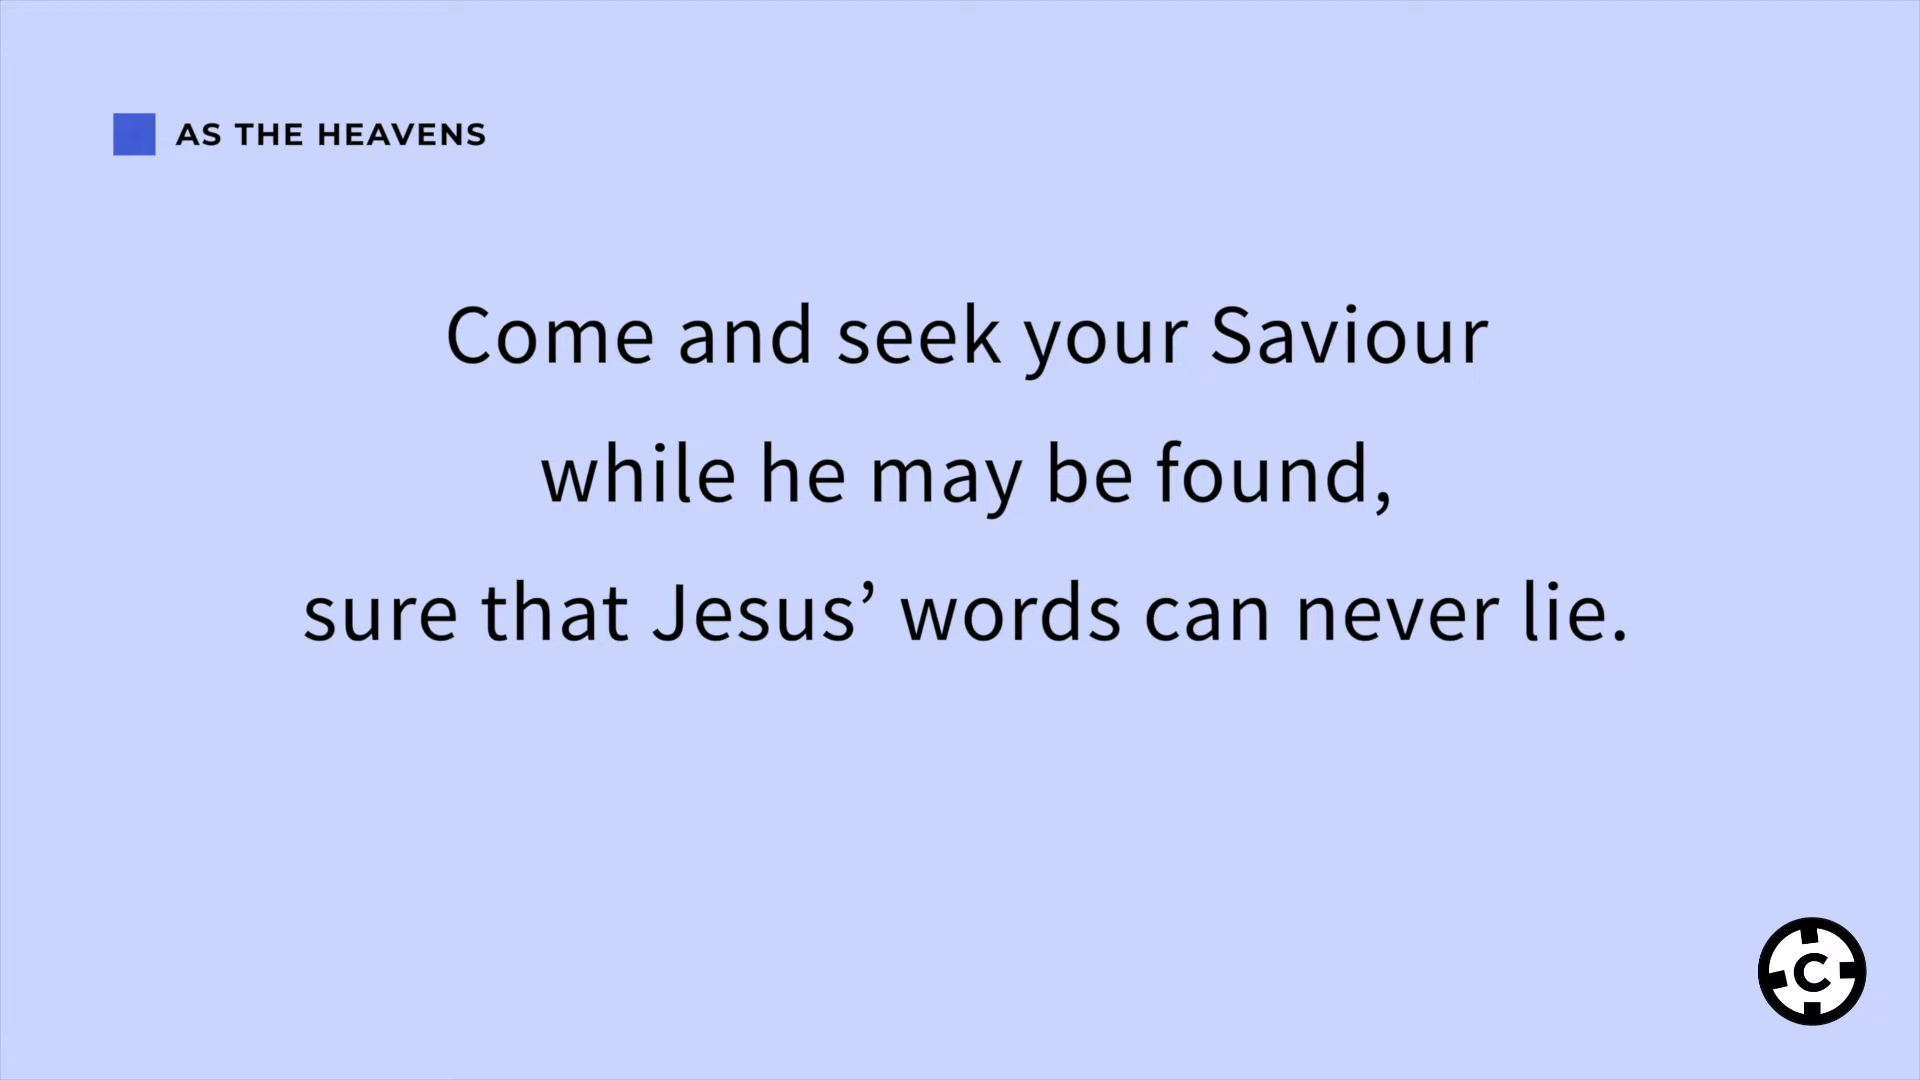 AS THE HEAVENS
Come and seek your Saviour
while he may be found,
sure that Jesus’ words can never lie.
C